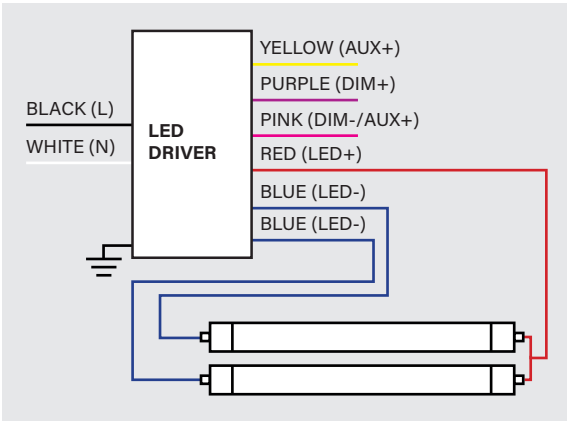 YELLOW (AUX+)
PURPLE (DIM+)
BLACK (L)
PINK (DIM-/AUX+)
LED
DRIVER
WHITE (N)
RED (LED+)
BLUE (LED-)
BLUE (LED-)